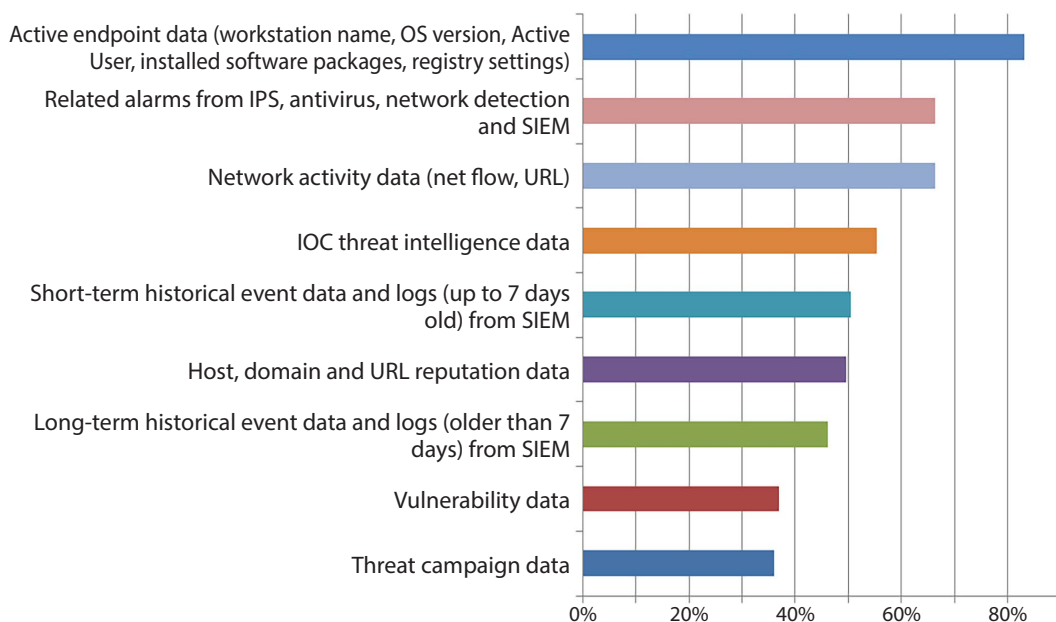 Active endpoint data (workstation name, OS version, Active
User, installed software packages, registry settings)
Related alarms from IPS, antivirus, network detection
and SIEM
Network activity data (net flow, URL)
IOC threat intelligence data
Short-term historical event data and logs (up to 7 days
old) from SIEM
Host, domain and URL reputation data
Long-term historical event data and logs (older than 7
days) from SIEM
Vulnerability data
Threat campaign data
0% 20% 40% 60% 80%